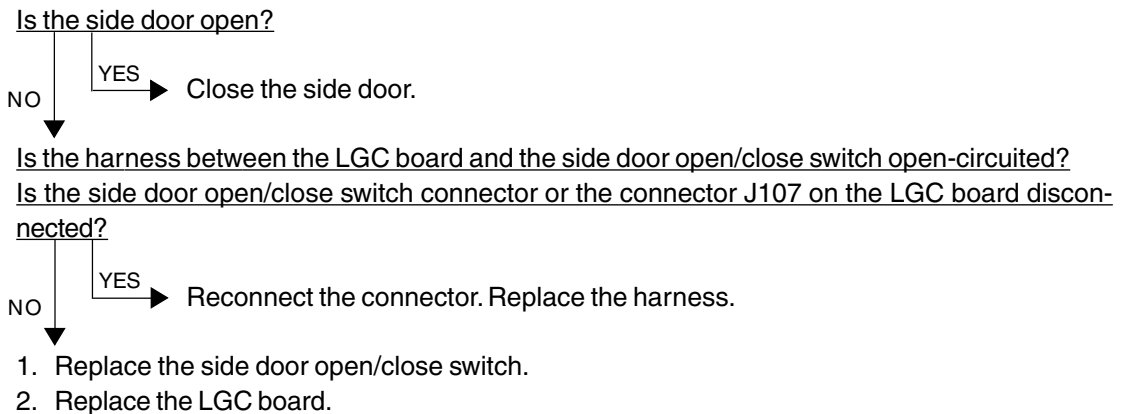 Is the side door open?
YES
Close the side door.
NO
Is the harness between the LGC board and the side door open/close switch open-circuited?
Is the side door open/close switch connector or the connector J107 on the LGC board discon-
nected?
YES
Reconnect the connector. Replace the harness.
NO
1. Replace the side door open/close switch.
2. Replace the LGC board.